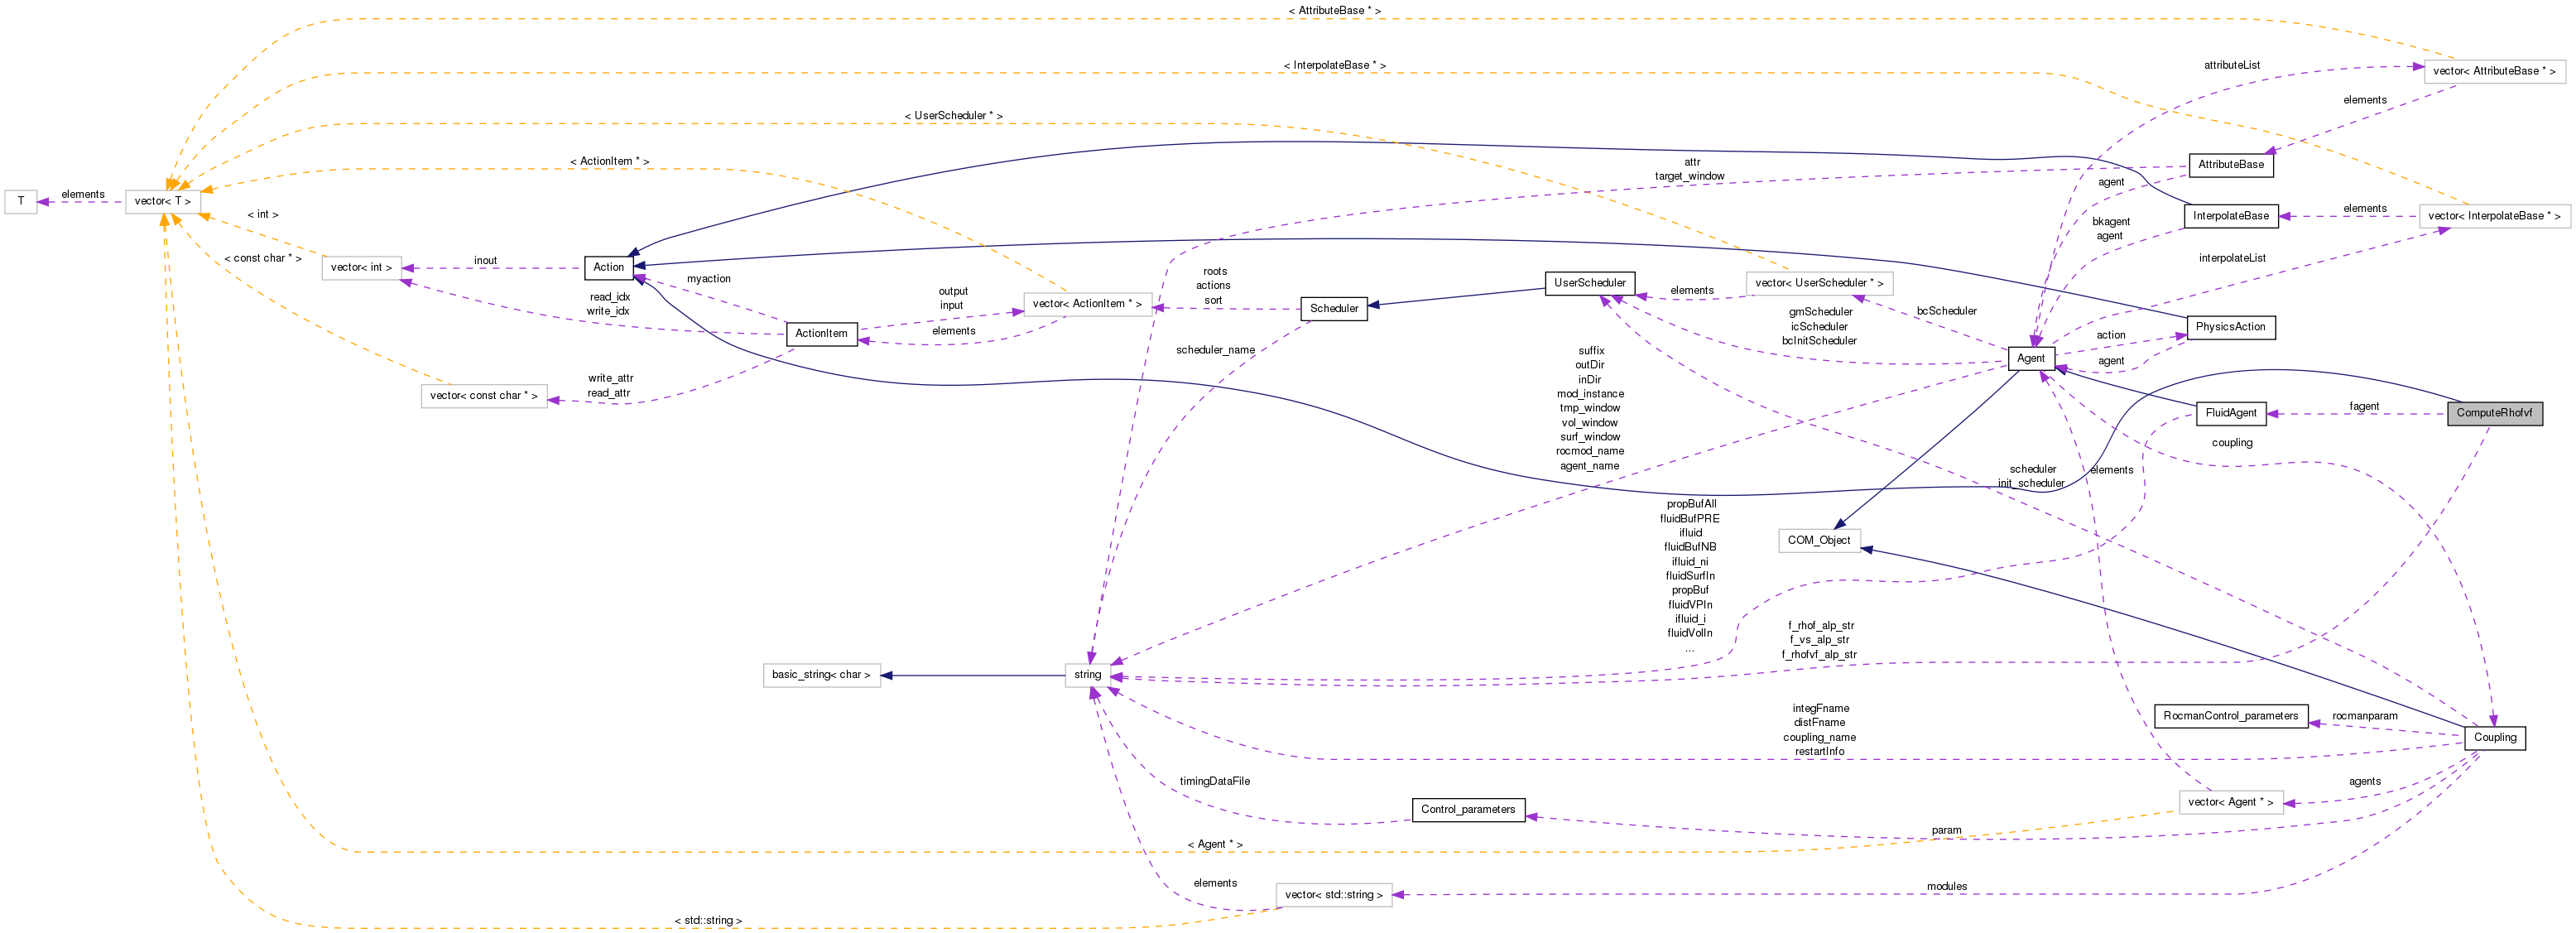 < AttributeBase * >
< InterpolateBase * >
attributeList
vector< AttributeBase * >
elements
< UserScheduler * >
< ActionItem * >
attr
target_window
AttributeBase
agent
T
elements
vector< T >
< int >
InterpolateBase
elements
vector< InterpolateBase * >
bkagent
agent
< const char * >
vector< int >
inout
Action
myaction
read_idx
write_idx
output
input
vector< ActionItem * >
elements
ActionItem
roots
actions
sort
Scheduler
UserScheduler
elements
vector< UserScheduler * >
interpolateList
bcScheduler
gmScheduler
icScheduler
bcInitScheduler
PhysicsAction
action
agent
Agent
scheduler_name
write_attr
read_attr
vector< const char * >
suffix
outDir
inDir
mod_instance
tmp_window
vol_window
surf_window
rocmod_name
agent_name
FluidAgent
fagent
ComputeRhofvf
coupling
elements
scheduler
init_scheduler
propBufAll
fluidBufPRE
ifluid
fluidBufNB
ifluid_ni
fluidSurfIn
propBuf
fluidVPIn
ifluid_i
fluidVolIn
...
COM_Object
f_rhof_alp_str
f_vs_alp_str
f_rhofvf_alp_str
basic_string< char >
string
integFname
distFname
coupling_name
restartInfo
RocmanControl_parameters
rocmanparam
Coupling
timingDataFile
Control_parameters
agents
vector< Agent * >
param
< Agent * >
elements
vector< std::string >
modules
< std::string >